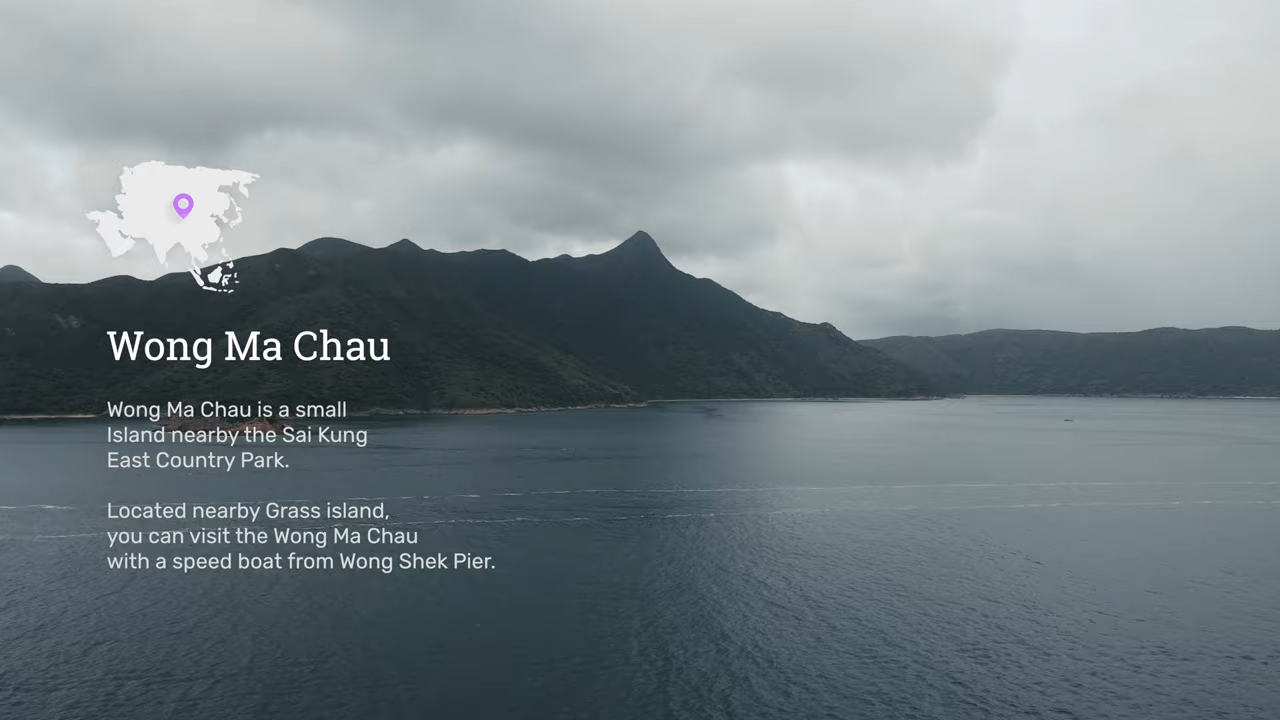 Wong Ma Chau
Wong Ma Chau is a small
Island nearby the Sai Kung
East Country Park.
Located nearby Grass island,
you can visit the Wong Ma Chau
with a speed boat from Wong Shek Pier.